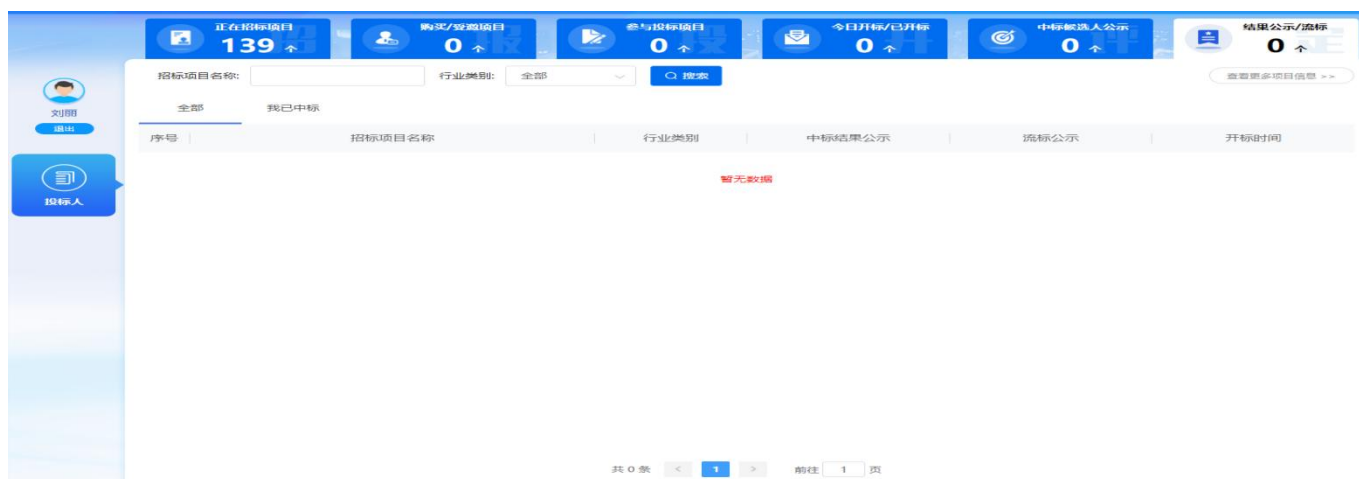 正在招标项目
139 个
购买/受邀项目
0 个
参与投标项目
0 个
今日开标/已开标
0 个
中标候选人公示
0 个
结果公示/流标
0 个
招标项目名称:
行业类别: 全部
搜索
查看更多项目信息 >>
刘丽
退出
投标人
全部 我已中标
序号 招标项目名称 行业类别 中标结果公示 流标公示 开标时间
暂无数据
共 0 条 < 1 > 前往 1 页